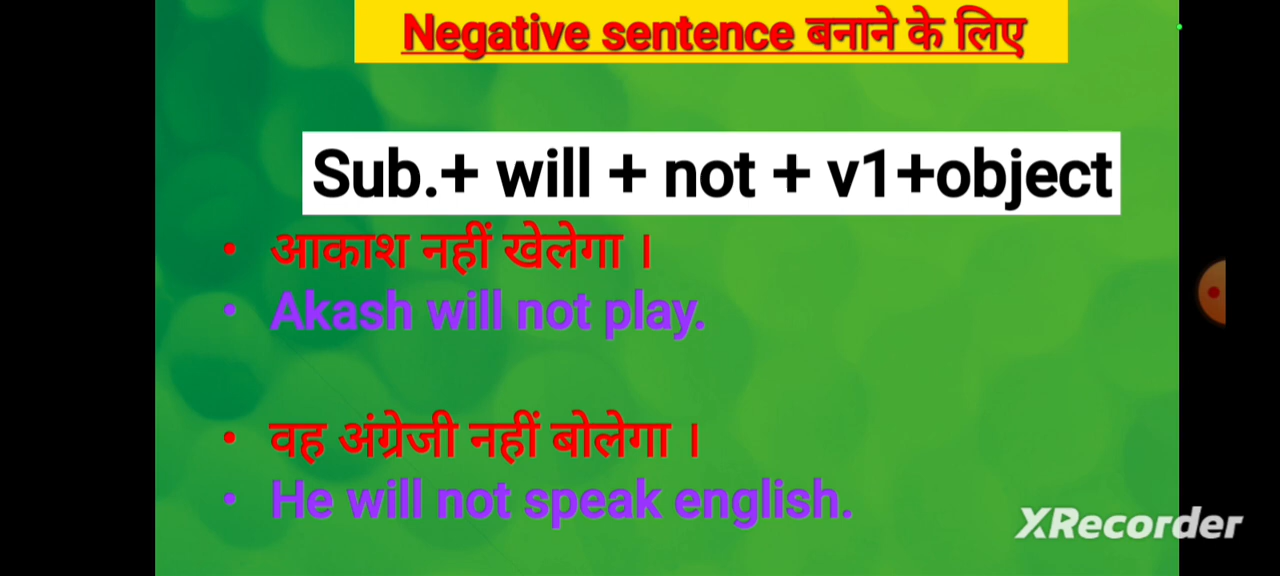 Negative sentence बनाने के लिए
Sub.+ will + not + v1+object
• आकाश नहीं खेलेगा ।
• Akash will not play.
• वह अंग्रेजी नहीं बोलेगा ।
• He will not speak english.
XRecorder